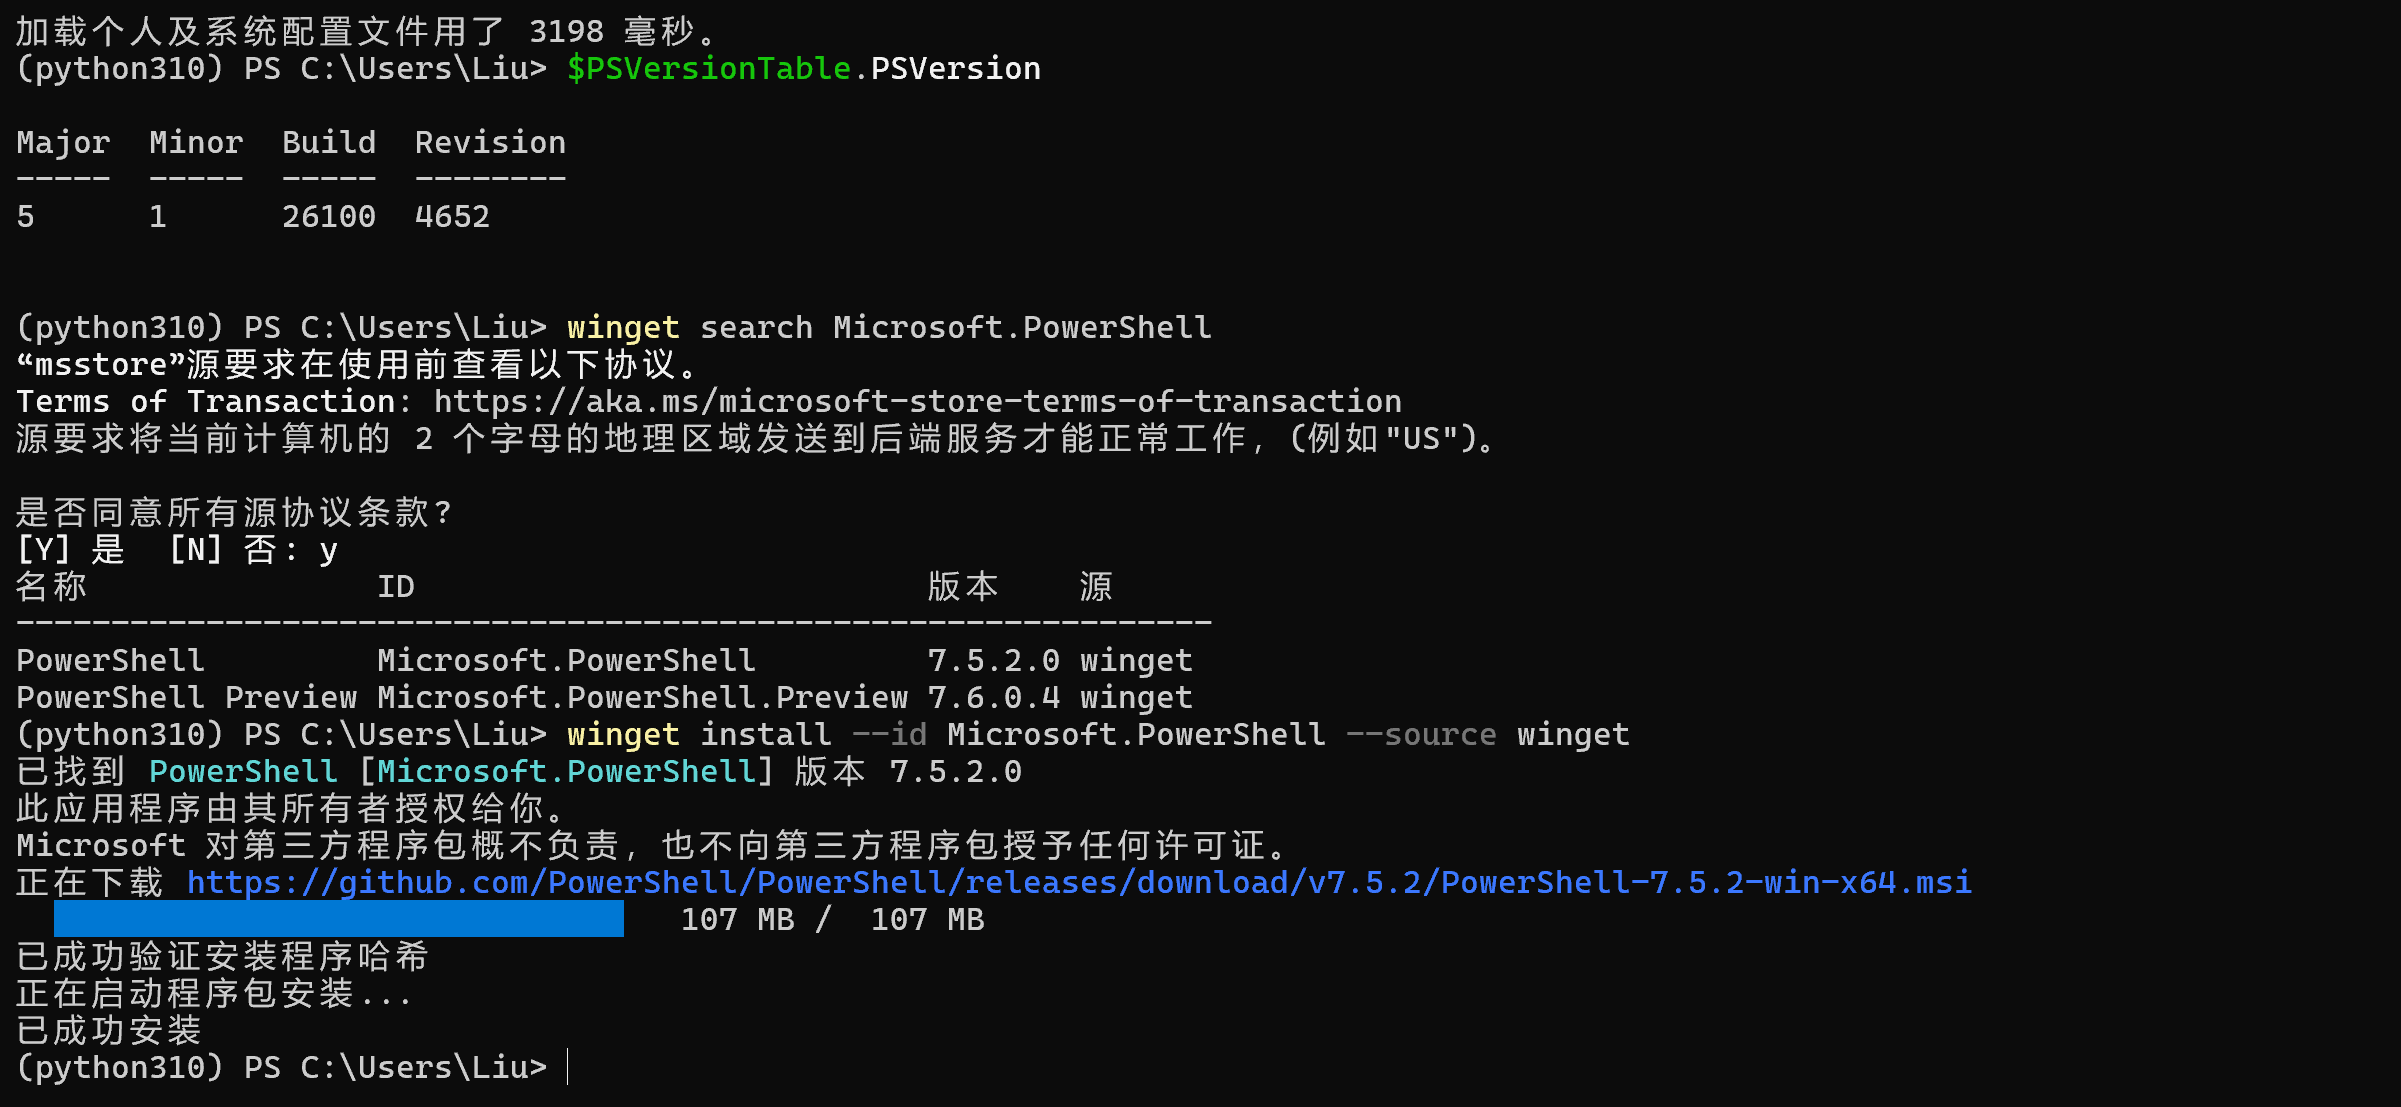 加载个人及系统配置文件用了 3198 毫秒。
(python310) PS C:\Users\Liu> $PSVersionTable.PSVersion
Major  Minor  Build  Revision
-----  -----  -----  --------
5      1      26100  4652
(python310) PS C:\Users\Liu> winget search Microsoft.PowerShell
“msstore”源要求在使用前查看以下协议。
Terms of Transaction: https://aka.ms/microsoft-store-terms-of-transaction
源要求将当前计算机的 2 个字母的地理区域发送到后端服务才能正常工作，(例如"US")。
是否同意所有源协议条款?
[Y] 是  [N] 否: y
名称               ID                           版本    源
---------------------------------------------------------------
PowerShell         Microsoft.PowerShell         7.5.2.0 winget
PowerShell Preview Microsoft.PowerShell.Preview 7.6.0.4 winget
(python310) PS C:\Users\Liu> winget install --id Microsoft.PowerShell --source winget
已找到 PowerShell [Microsoft.PowerShell] 版本 7.5.2.0
此应用程序由其所有者授权给你。
Microsoft 对第三方程序包概不负责，也不向第三方程序包授予任何许可证。
正在下载 https://github.com/PowerShell/PowerShell/releases/download/v7.5.2/PowerShell-7.5.2-win-x64.msi
107 MB /  107 MB
已成功验证安装程序哈希
正在启动程序包安装...
已成功安装
(python310) PS C:\Users\Liu>